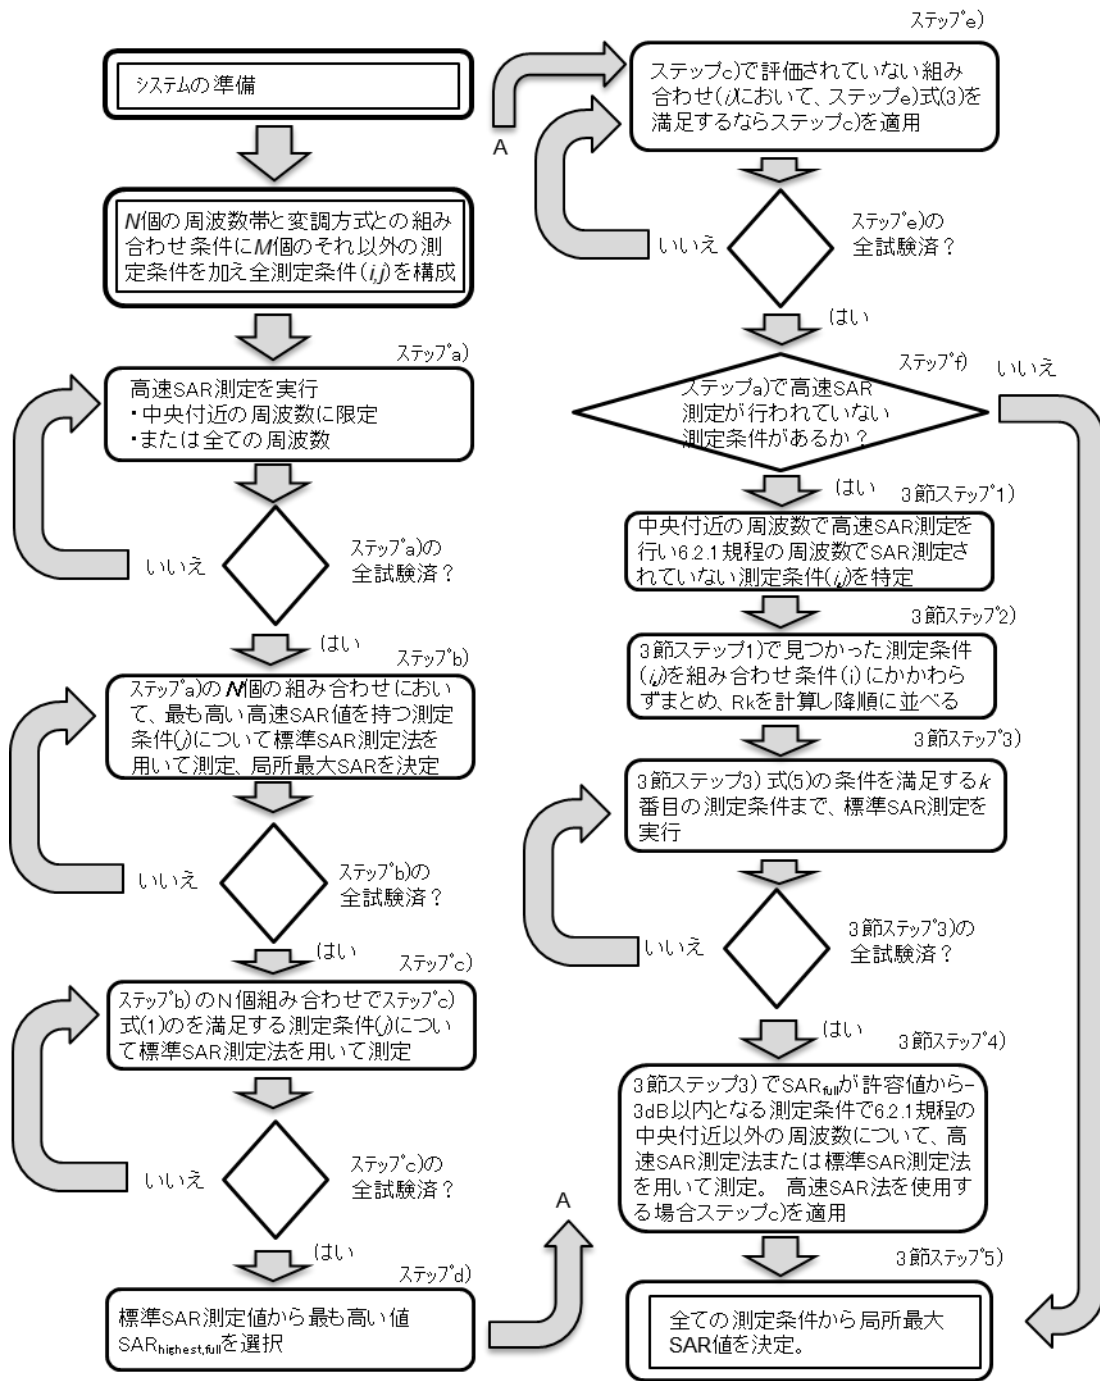 システムの準備
N個の周波数帯と変調方式との組み
合わせ条件にM個のそれ以外の測
定条件を加え全測定条件(i,j)を構成
ステップa)
高速SAR測定を実行
・中央付近の周波数に限定
・または全ての周波数
いいえ
ステップa)の
全試験済？
はい
ステップb)
ステップa)のN個の組み合わせにおい
て、最も高い高速SAR値を持つ測定
条件(j)について標準SAR測定法を
用いて測定、局所最大SARを決定
いいえ
ステップb)の
全試験済？
はい
ステップc)
ステップb)のN個組み合わせでステップc)
式(1)のを満足する測定条件(j)につい
て標準SAR測定法を用いて測定
いいえ
ステップc)の
全試験済？
はい
ステップd)
標準SAR測定値から最も高い値
SARhighest,fullを選択
A
A
ステップe)
ステップc)で評価されていない組み
合わせ(i)において、ステップe)式(3)を
満足するならステップc)を適用
いいえ
ステップe)の
全試験済？
はい
ステップf)
いいえ
ステップa)で高速SAR
測定が行われていない
測定条件があるか？
はい
3節ステップ1)
中央付近の周波数で高速SAR測定を
行い6.2.1規程の周波数でSAR測定さ
れていない測定条件(i,j)を特定
3節ステップ2)
3節ステップ1)で見つかった測定条件
(i,j)を組み合わせ条件(i)にかかわら
ずまとめ、Rkを計算し降順に並べる
3節ステップ3)
3節ステップ3)式(5)の条件を満足するk
番目の測定条件まで、標準SAR測定を
実行
いいえ
3節ステップ3)の
全試験済？
はい
3節ステップ4)
3節ステップ3)でSARfullが許容値から-
3dB以内となる測定条件で6.2.1規程の
中央付近以外の周波数について、高
速SAR測定法または標準SAR測定法
を用いて測定。 高速SAR法を使用す
る場合ステップc)を適用
3節ステップ5)
全ての測定条件から局所最大
SAR値を決定。